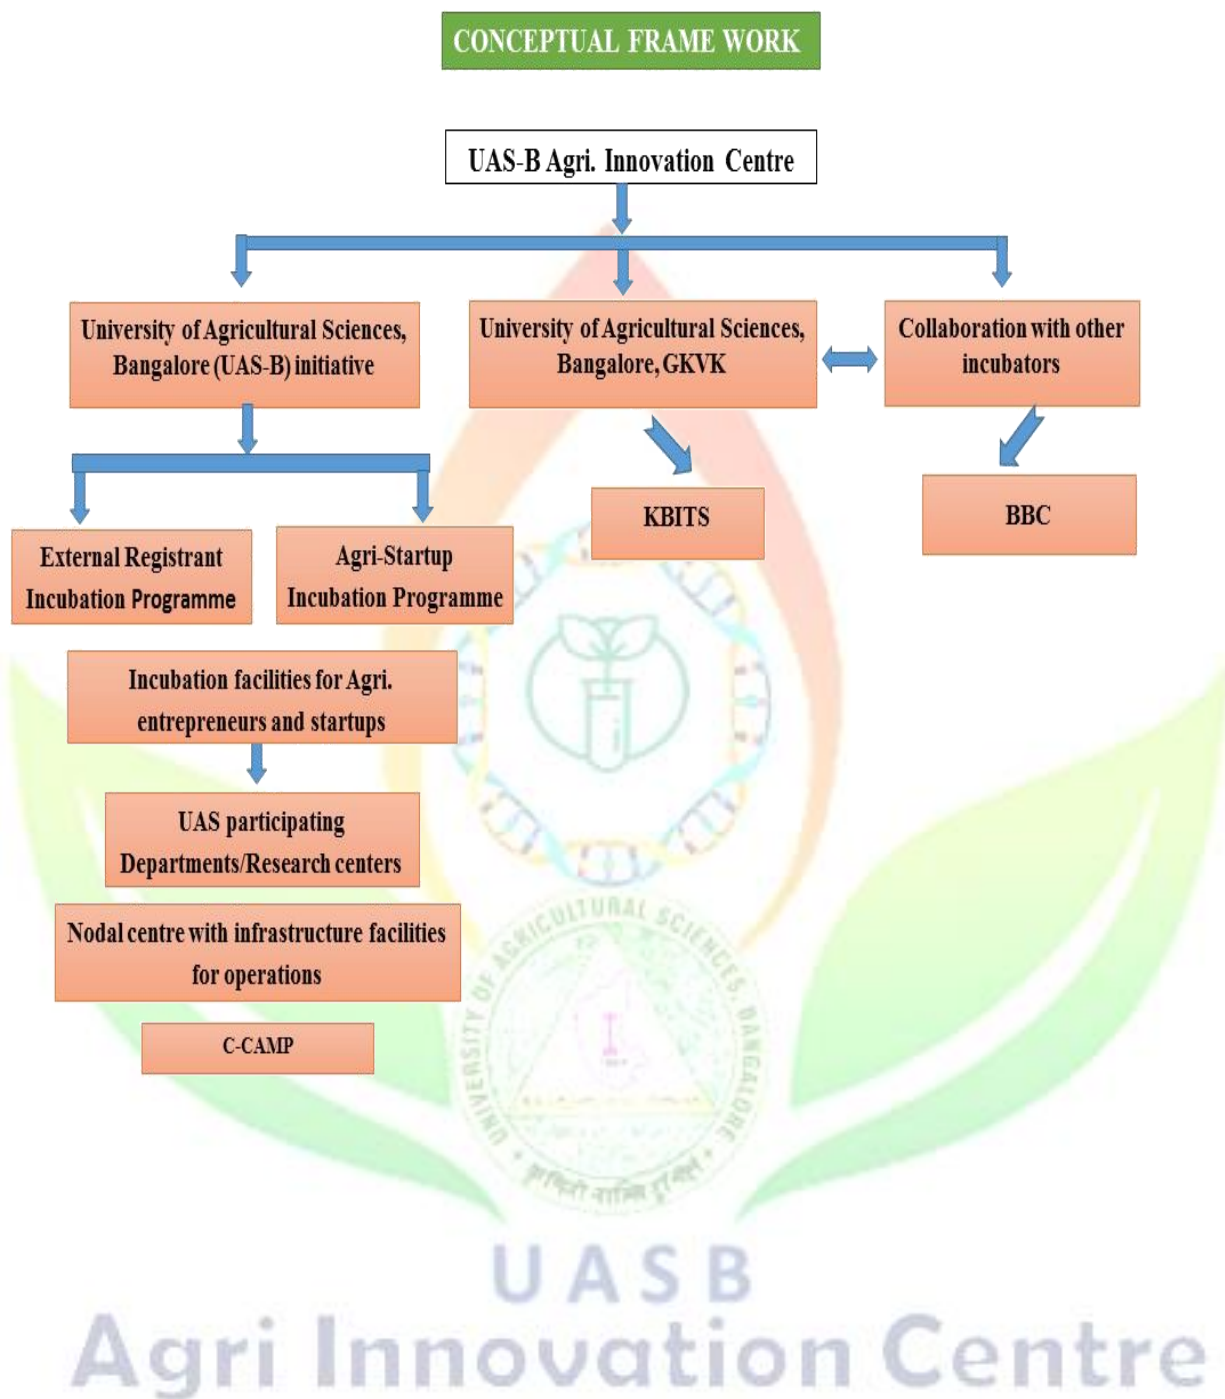 CONCEPTUAL FRAME WORK
UAS-B Agri. Innovation Centre
University of Agricultural Sciences,
Bangalore (UAS-B) initiative
University of Agricultural Sciences,
Bangalore, GKVK
Collaboration with other
incubators
KBITS
BBC
External Registrant
Incubation Programme
Agri-Startup
Incubation Programme
Incubation facilities for Agri.
entrepreneurs and startups
UAS participating
Departments/Research centers
Nodal centre with infrastructure facilities
for operations
C-CAMP
UNIVERSITY OF AGRICULTURAL SCIENCES, BANGALORE
UASB
Agri Innovation Centre